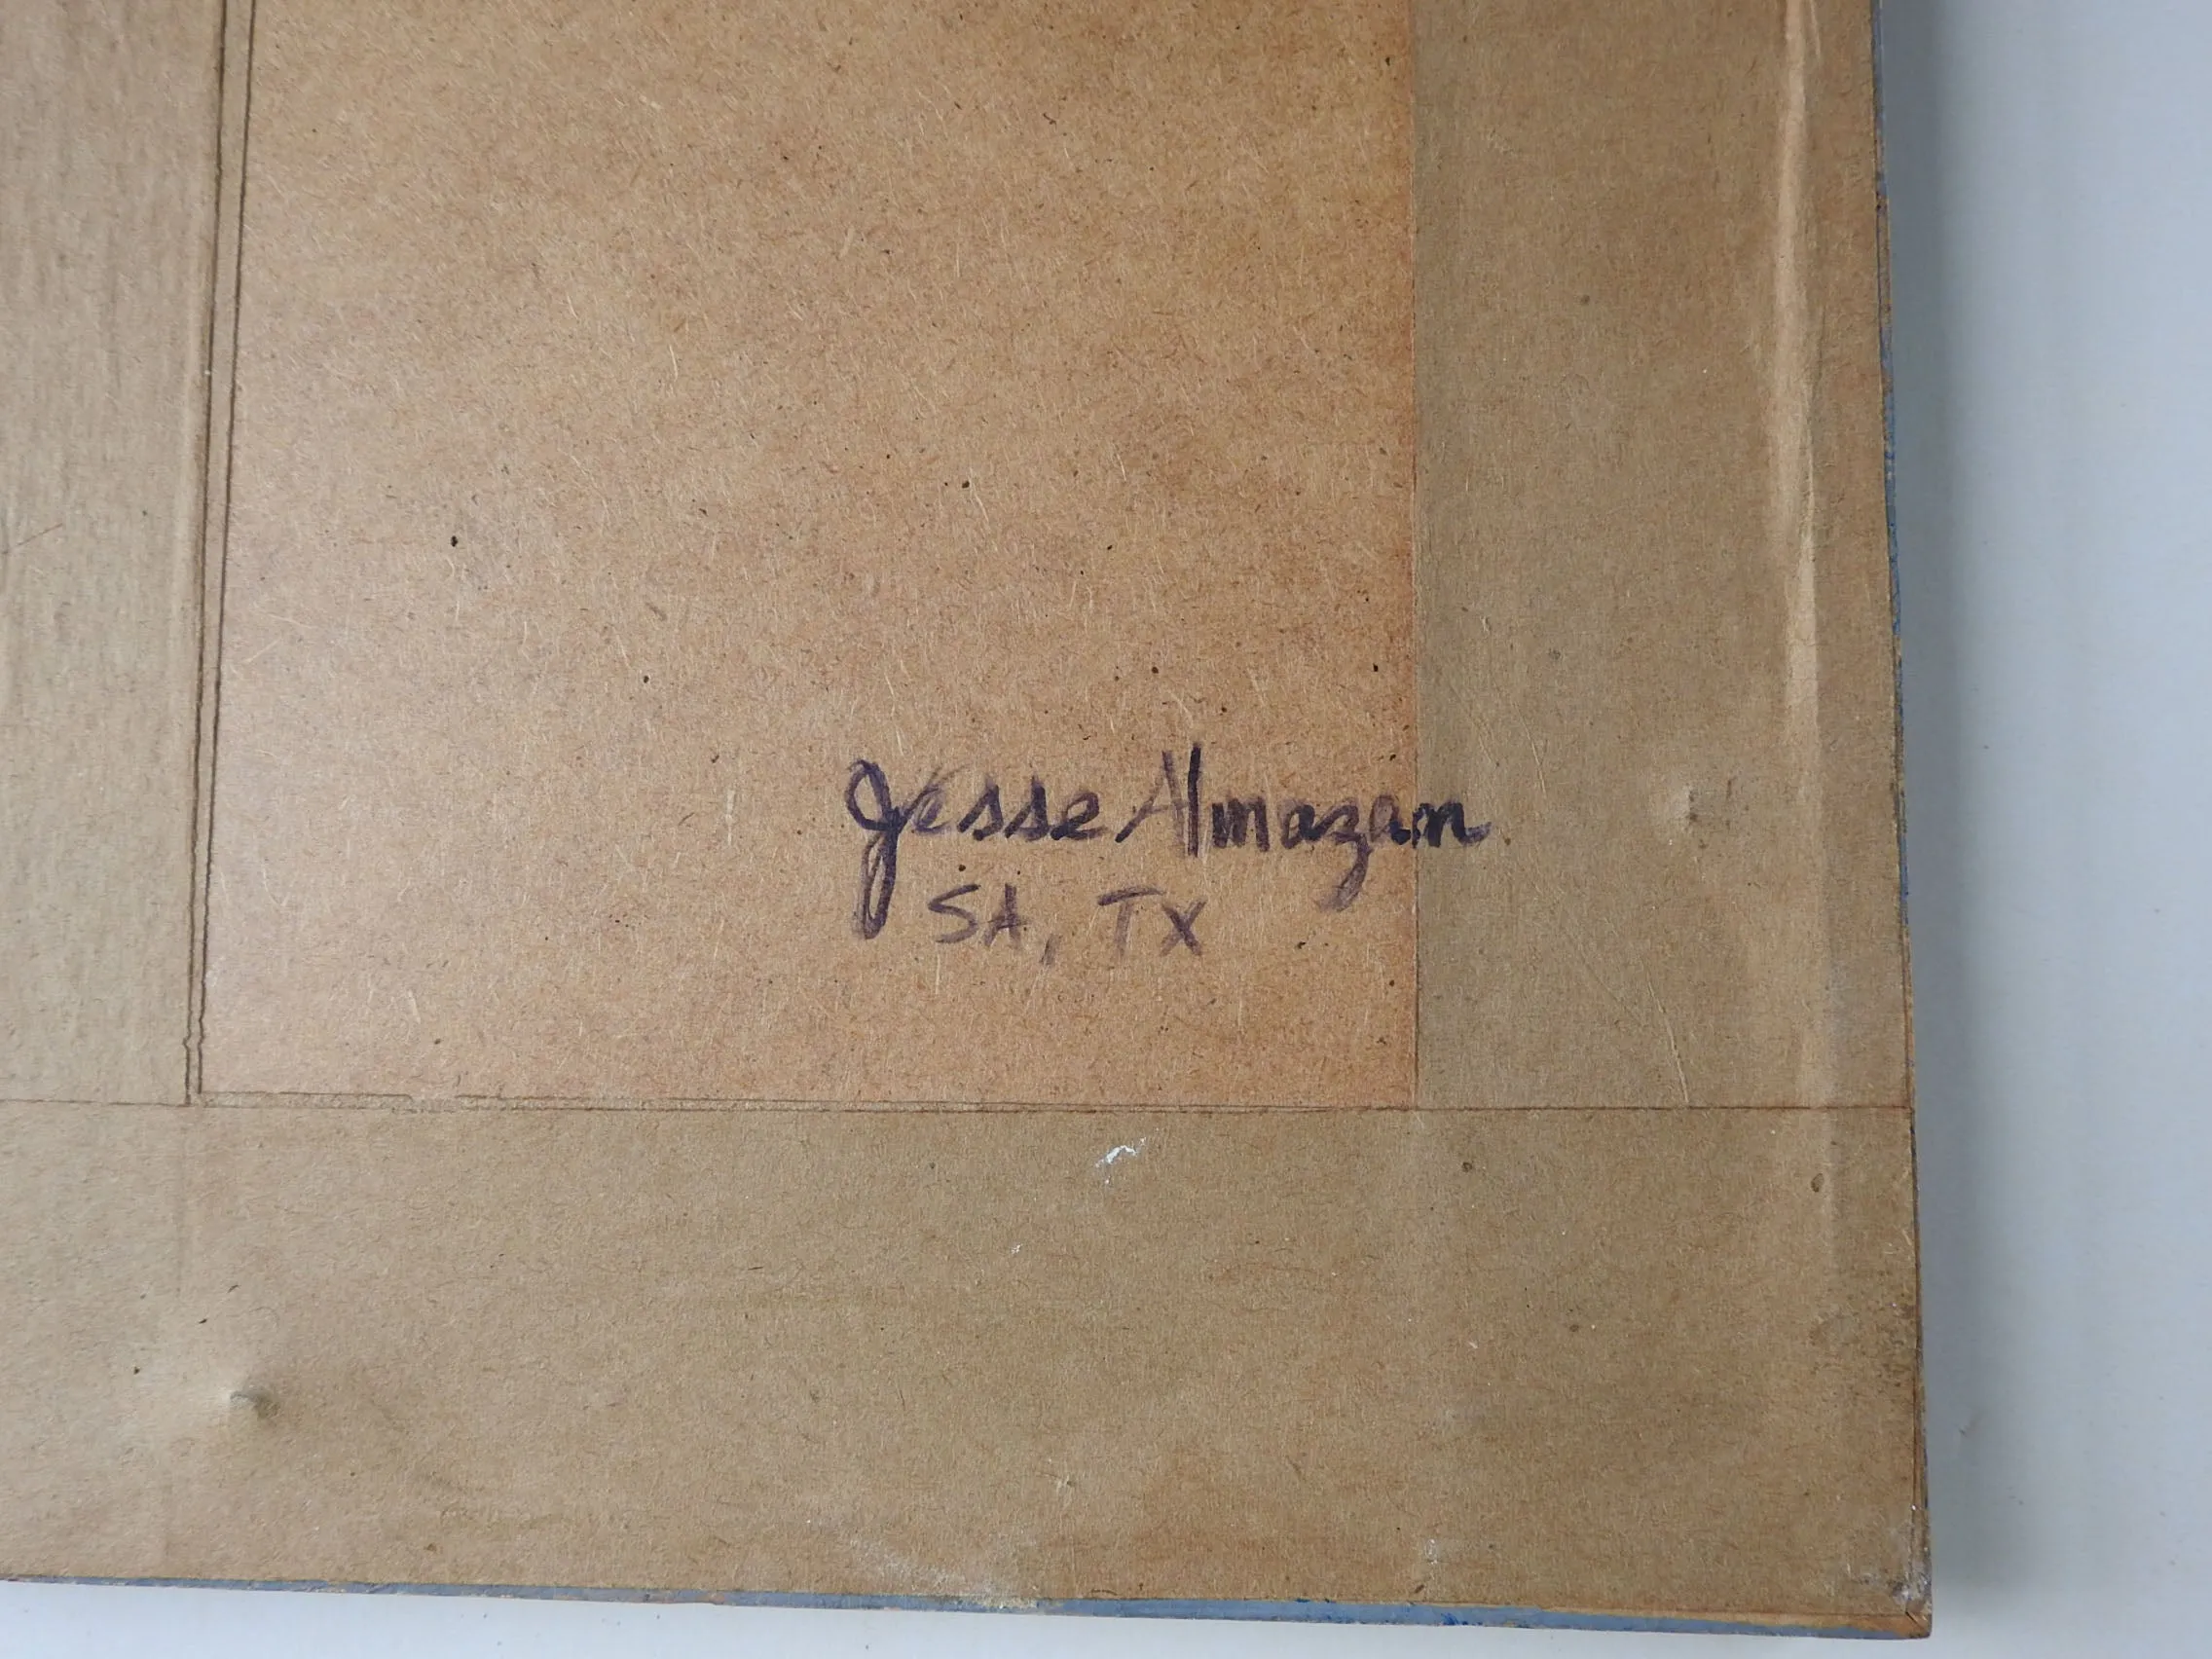 Jesse Almazan
SA, TX